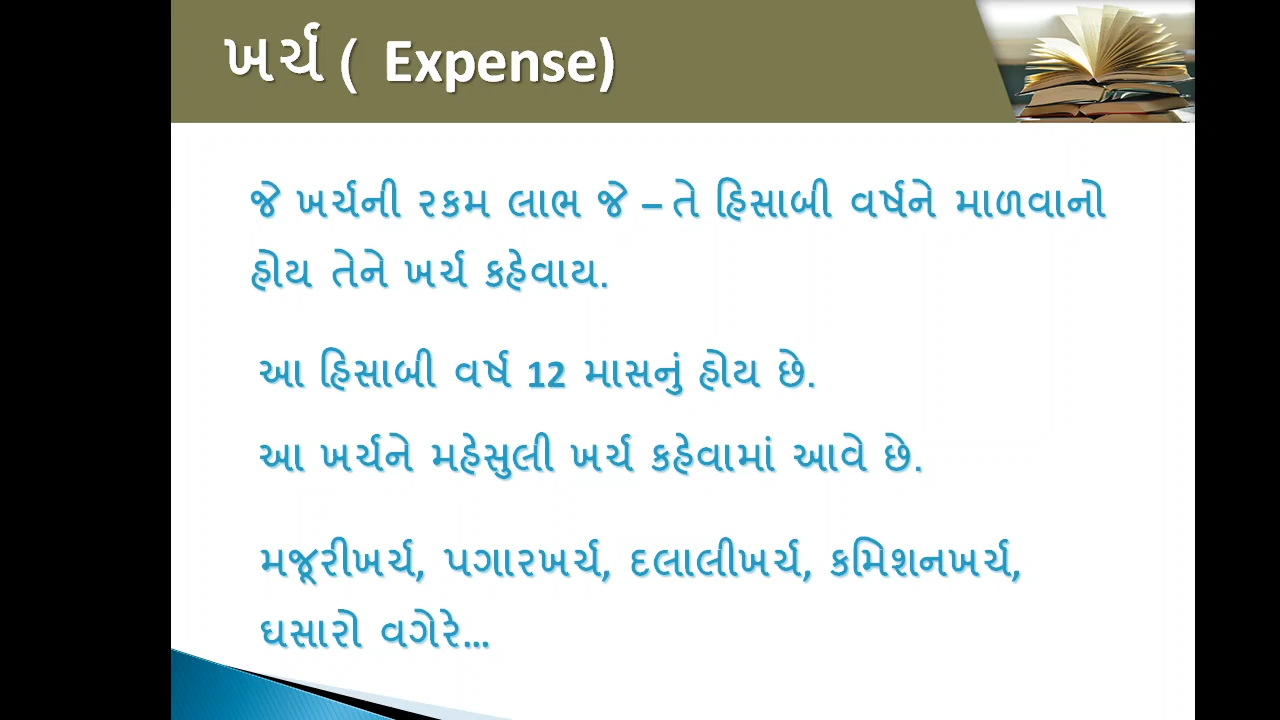 ખર્ચ ( Expense)
જે ખર્ચની રકમ લાભ જે – તે હિસાબી વર્ષને માળવાનો
હોય તેને ખર્ચ કહેવાય.
આ હિસાબી વર્ષ 12 માસનું હોય છે.
આ ખર્ચને મહેસુલી ખર્ચ કહેવામાં આવે છે.
મજૂરીખર્ચ, પગારખર્ચ, દલાલીખર્ચ, કમિશનખર્ચ,
ઘસારો વગેરે...